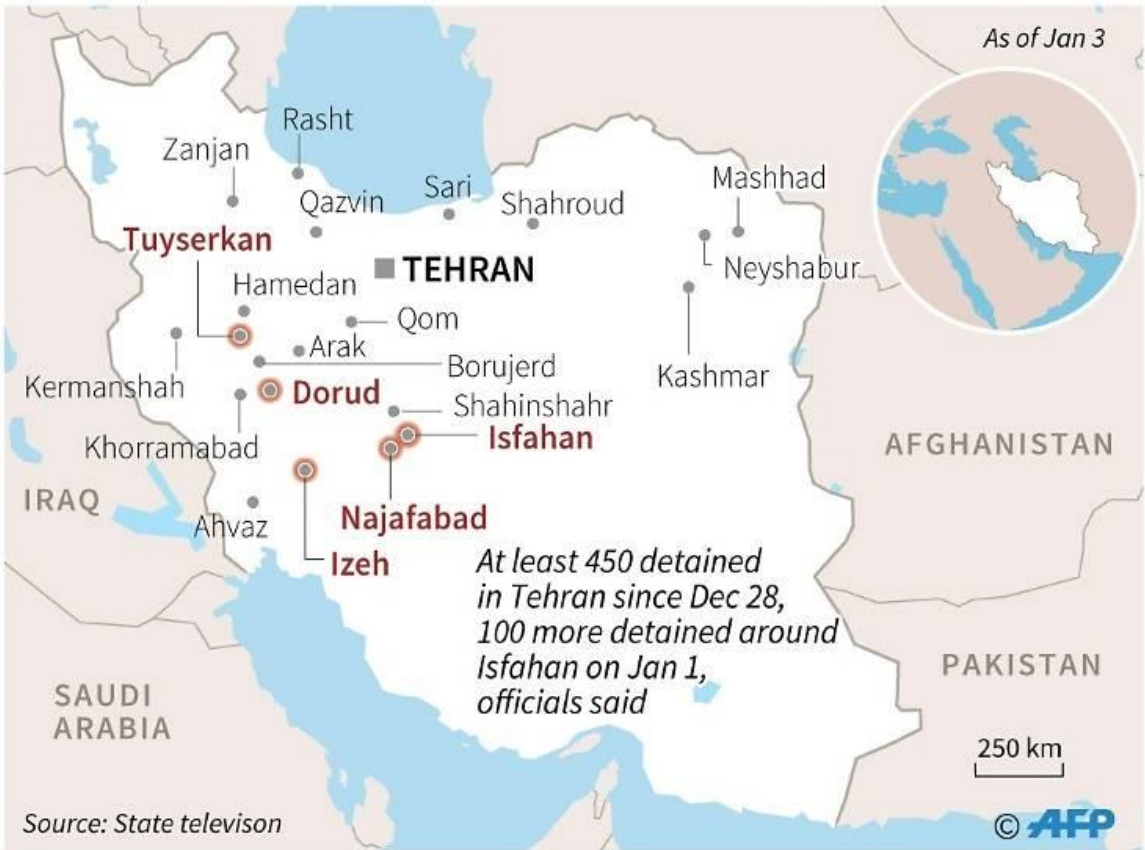 As of Jan 3
Rasht
Zanjan
Qazvin
Sari
Shahroud
Mashhad
Tuyserkan
TEHRAN
Neyshabur
Hamedan
Qom
Arak
Borujerd
Kashmar
Kermanshah
Dorud
Shahinshahr
Isfahan
Khorramabad
AFGHANISTAN
IRAQ
Ahvaz
Najafabad
Izeh
At least 450 detained
in Tehran since Dec 28,
100 more detained around
Isfahan on Jan 1,
officials said
PAKISTAN
SAUDI
ARABIA
250 km
Source: State televison
© AFP